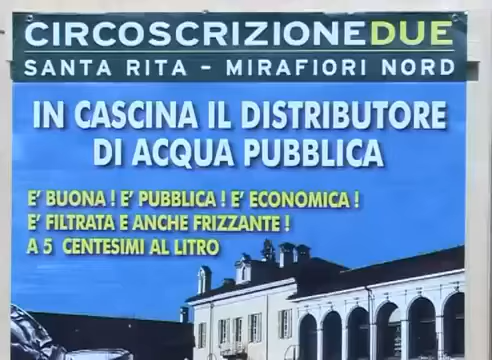 CIRCOSCRIZIONEDUE
SANTA RITA - MIRAFIORI NORD
IN CASCINA IL DISTRIBUTORE
DI ACQUA PUBBLICA
E' BUONA ! E' PUBBLICA ! E' ECONOMICA !
E' FILTRATA E ANCHE FRIZZANTE !
A 5 CENTESIMI AL LITRO